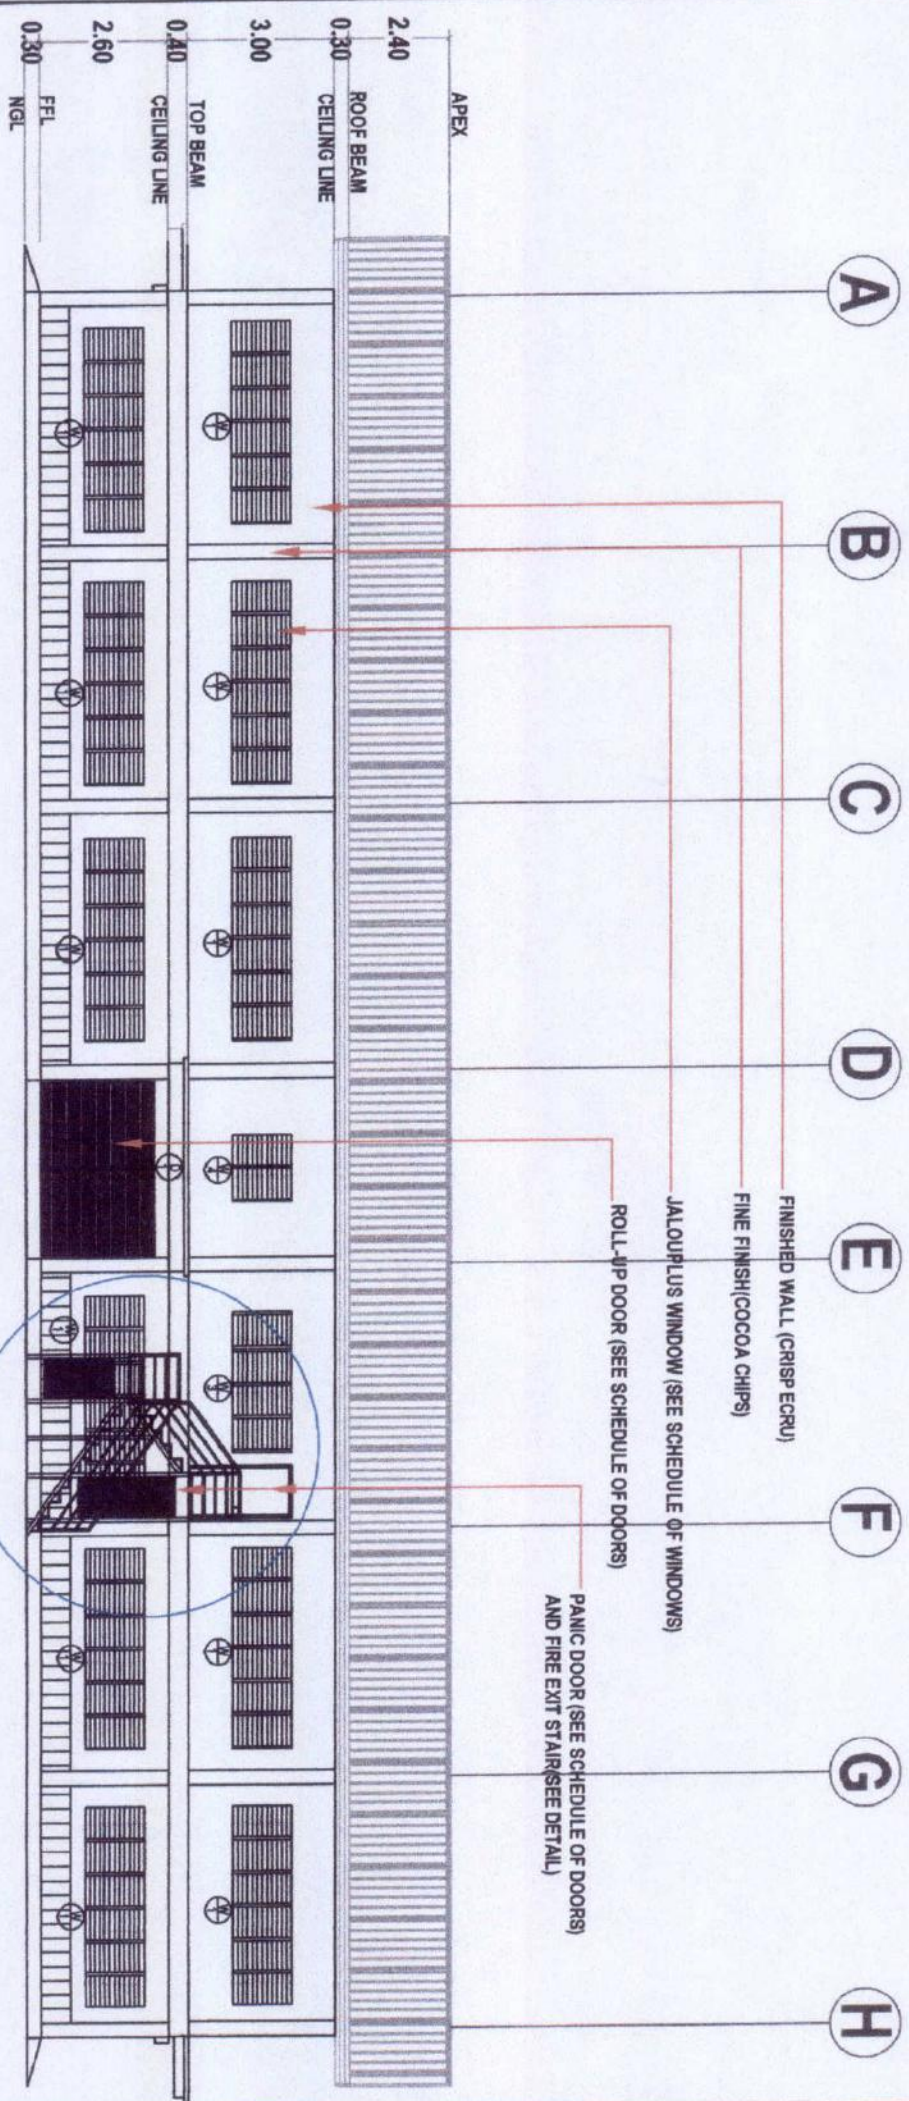 A
B
C
D
E
F
G
H
FINISHED WALL (CRISP ECRU)
FINE FINISH(COCOA CHIPS)
JALOUPLUS WINDOW (SEE SCHEDULE OF WINDOWS)
ROLL-UP DOOR (SEE SCHEDULE OF DOORS)
PANIC DOOR (SEE SCHEDULE OF DOORS)
AND FIRE EXIT STAIR(SEE DETAIL)
APEX
2.40
ROOF BEAM
0.30
CEILING LINE
3.00
TOP BEAM
0.40
CEILING LINE
2.60
FFL
0.30
NGL